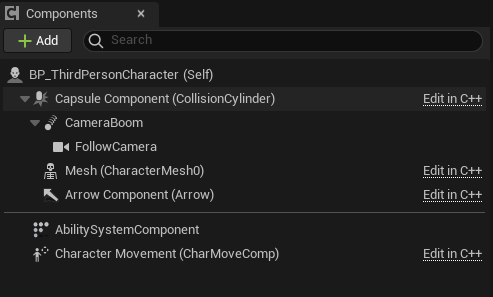 Components
Add
Search
BP_ThirdPersonCharacter (Self)
Capsule Component (CollisionCylinder) Edit in C++
CameraBoom
FollowCamera
Mesh (CharacterMesh0) Edit in C++
Arrow Component (Arrow) Edit in C++
AbilitySystemComponent
Character Movement (CharMoveComp) Edit in C++